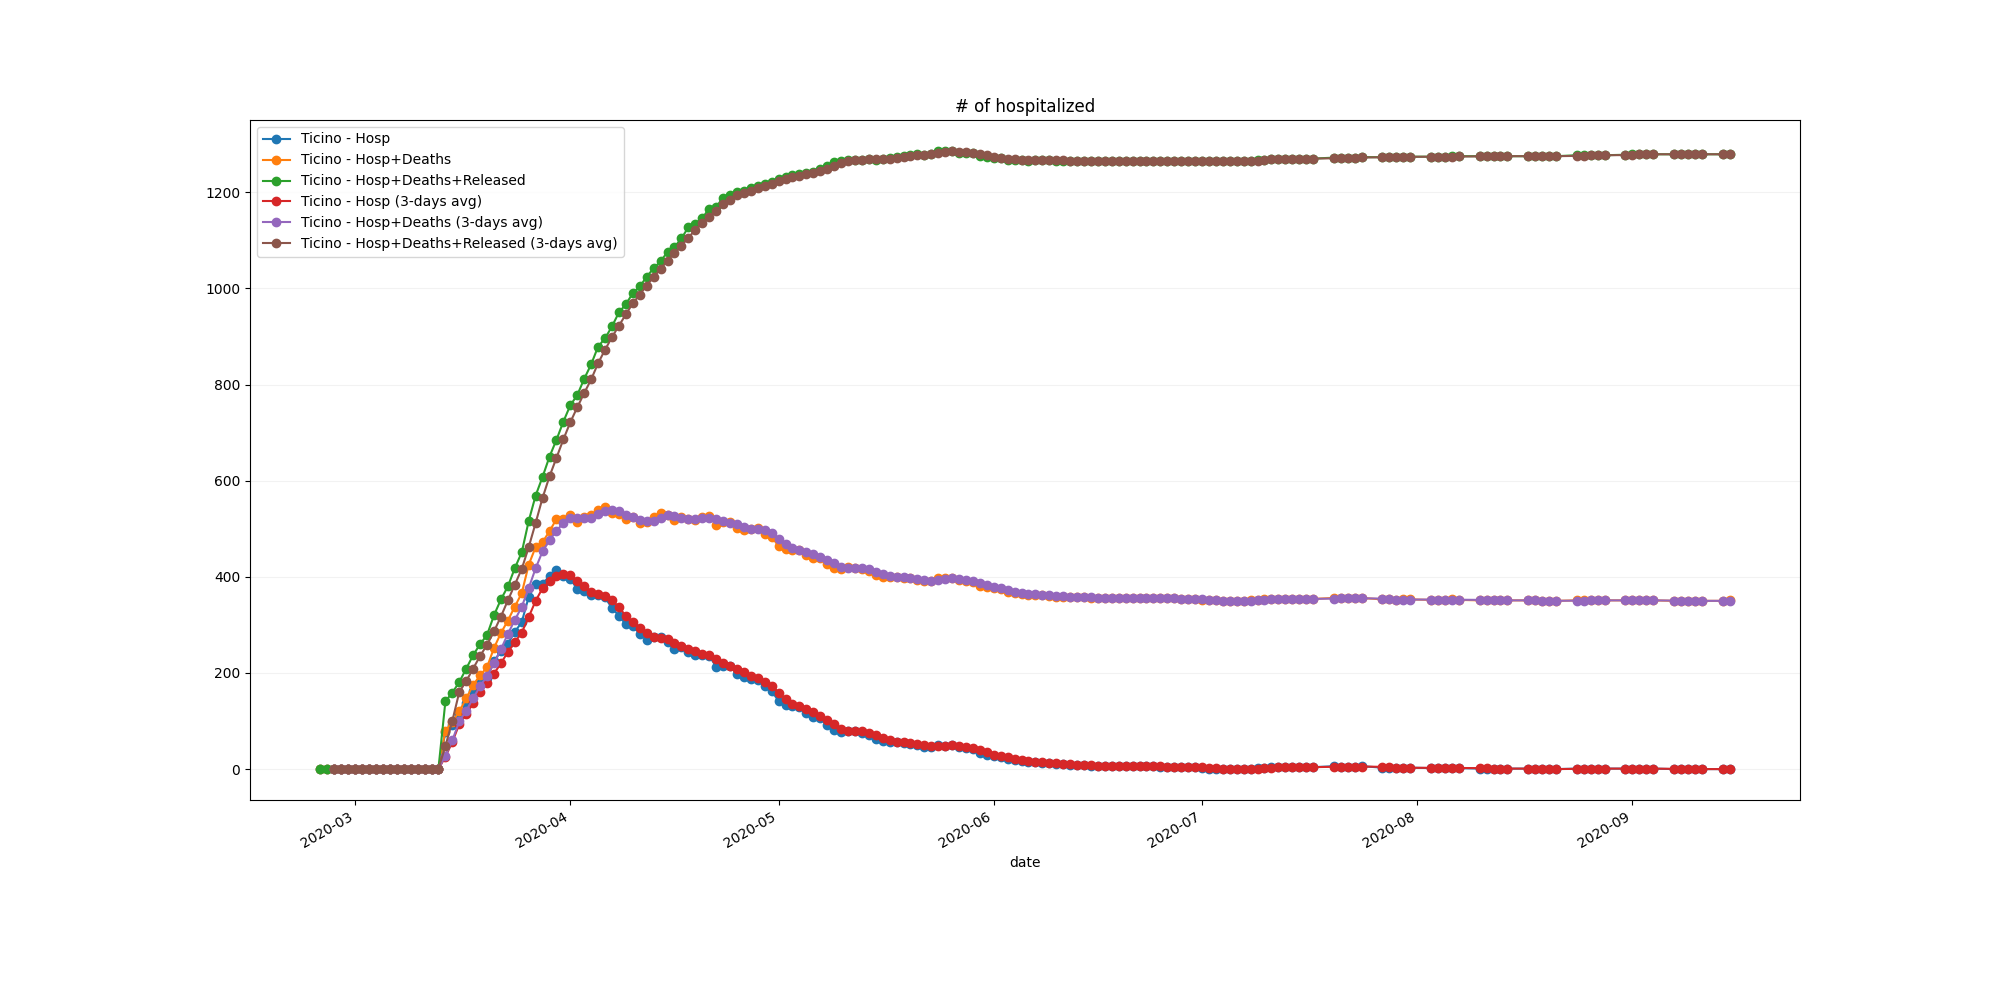 # of hospitalized
Ticino - Hosp
Ticino - Hosp+Deaths
Ticino - Hosp+Deaths+Released
Ticino - Hosp (3-days avg)
Ticino - Hosp+Deaths (3-days avg)
Ticino - Hosp+Deaths+Released (3-days avg)
1200
1000
800
600
400
200
0
2020-03 2020-04 2020-05 2020-06 2020-07 2020-08 2020-09
date